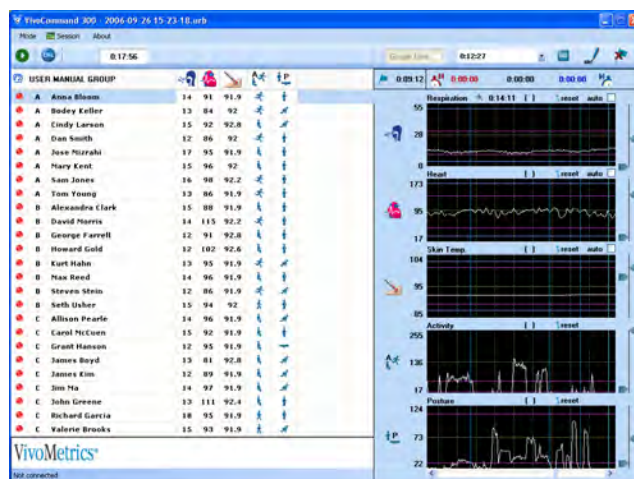 VivoCommand 300 - 2006-09-26 15-23-10.urb
Mode Session About
0:17:56 0:12:27
USER MANUAL GROUP
0:09:12 0:00:00 0:00:00 0:00:00
A Anna Bloom 14 91 91.9
A Bodey Keller 13 84 92
A Cindy Larson 15 92 92.8
A Dan Smith 12 86 92
A Jose Mizrahi 17 95 91.9
A Mary Kent 15 96 92
A Sam Jones 16 98 92.2
A Tom Young 13 86 91.9
B Alexandra Clark 15 88 91.9
B David Morris 14 115 92.2
B George Farrell 12 91 92.8
B Howard Gold 12 102 92.6
B Kurt Hahn 13 95 91.9
B Max Reed 14 96 91.9
B Steven Stein 12 86 91.9
B Seth Usher 15 94 92
C Allison Pearle 14 96 91.9
C Carol McCuen 15 92 91.9
C Grant Hanson 12 95 91.9
C James Boyd 13 81 92.8
C James Kim 12 89 91.9
C Jim Ma 14 97 91.9
C John Greene 13 111 92.4
C Richard Garcia 18 95 91.9
C Valerie Brooks 15 93 91.9
Respiration 0:14:11 [ ] reset auto
55
28
0
Heart [ ] reset auto
173
95
17
Skin Temp. [ ] reset auto
104
95
85
Activity [ ] reset
255
136
17
Posture [ ] reset
124
73
22
VivoMetrics
Not connected